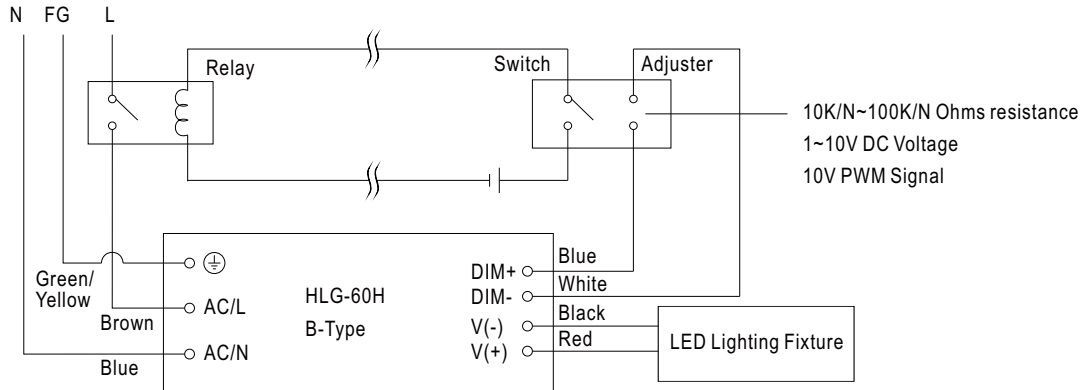 N FG L
Relay
Switch
Adjuster
10K/N~100K/N Ohms resistance
1~10V DC Voltage
10V PWM Signal
Green/
Yellow
Brown
Blue
AC/L
AC/N
HLG-60H
B-Type
DIM+
DIM-
V(-)
V(+)
Blue
White
Black
Red
LED Lighting Fixture